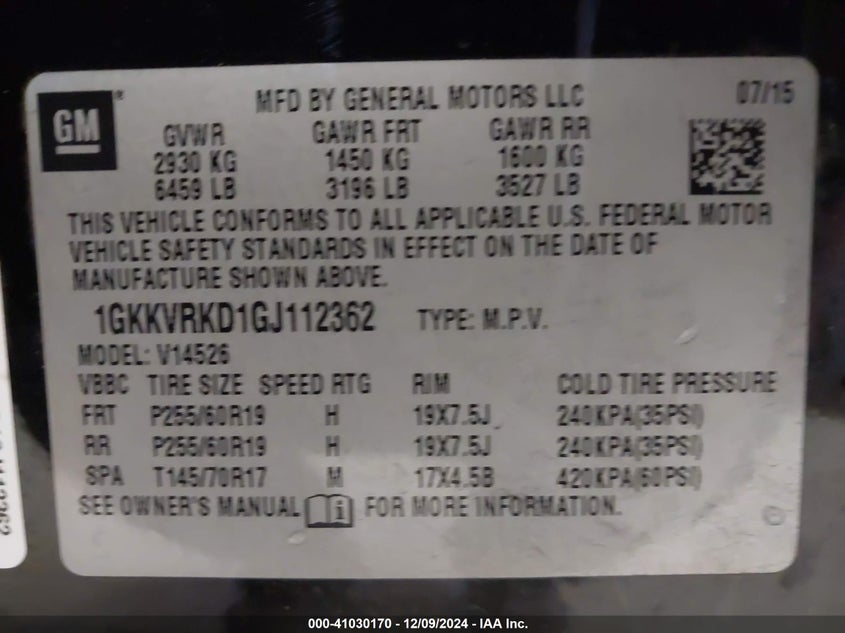 GM ® MFD BY GENERAL MOTORS LLC 07/15
GVWR GAWR FRT GAWR RR
2930 KG 1450 KG 1600 KG
6459 LB 3196 LB 3527 LB
THIS VEHICLE CONFORMS TO ALL APPLICABLE U.S. FEDERAL MOTOR
VEHICLE SAFETY STANDARDS IN EFFECT ON THE DATE OF
MANUFACTURE SHOWN ABOVE.
1GKKVRKD1GJ112362 TYPE: M.P.V.
MODEL: V14526
VBBC TIRE SIZE SPEED RTG RIM COLD TIRE PRESSURE
FRT P255/60R19 H 19X7.5J 240KPA(35PSI)
RR P255/60R19 H 19X7.5J 240KPA(35PSI)
SPA T145/70R17 M 17X4.5B 420KPA(60PSI)
SEE OWNER'S MANUAL i FOR MORE INFORMATION.
000-41030170 - 12/09/2024 - IAA Inc.